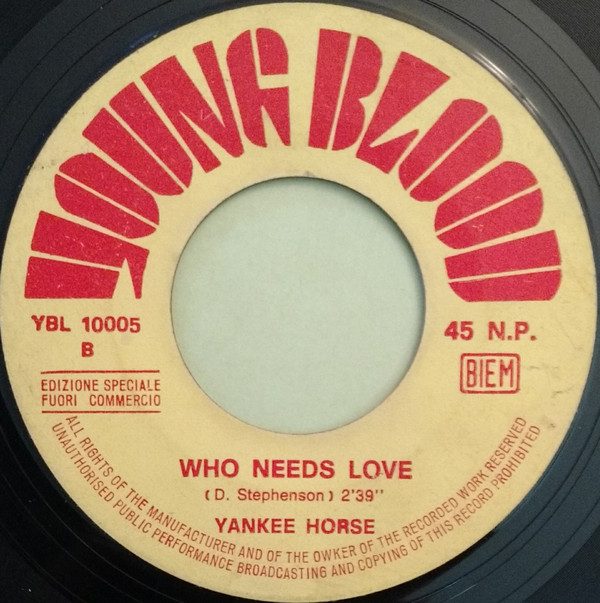 YOUNG BLOOD
YBL 10005
B
45 N.P.
BIEM
EDIZIONE SPECIALE
FUORI COMMERCIO
WHO NEEDS LOVE
(D. Stephenson) 2'39"
YANKEE HORSE
ALL RIGHTS OF THE MANUFACTURER AND OF THE OWKER OF THE RECORDED WORK RESERVED
UNAUTHORISED PUBLIC PERFORMANCE BROADCASTING AND COPYING OF THIS RECORD PROHIBITED